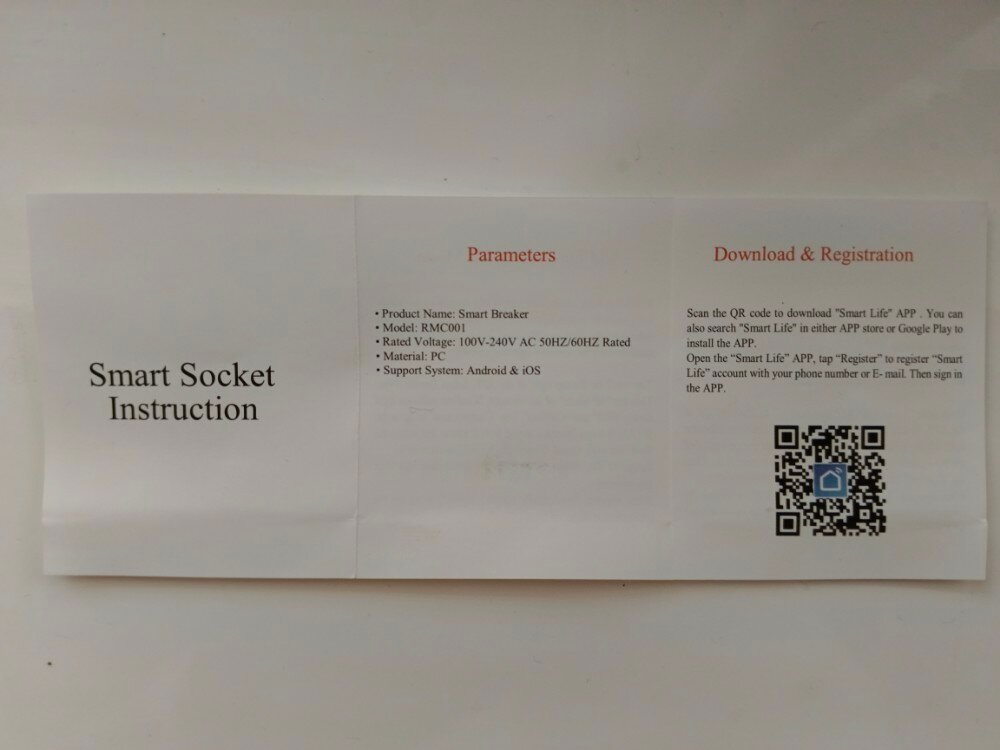 Smart Socket
Instruction
Parameters
• Product Name: Smart Breaker
• Model: RMC001
• Rated Voltage: 100V-240V AC 50HZ/60HZ Rated
• Material: PC
• Support System: Android & iOS
Download & Registration
Scan the QR code to download "Smart Life" APP . You can
also search "Smart Life" in either APP store or Google Play to
install the APP.
Open the “Smart Life” APP, tap “Register” to register “Smart
Life” account with your phone number or E- mail. Then sign in
the APP.